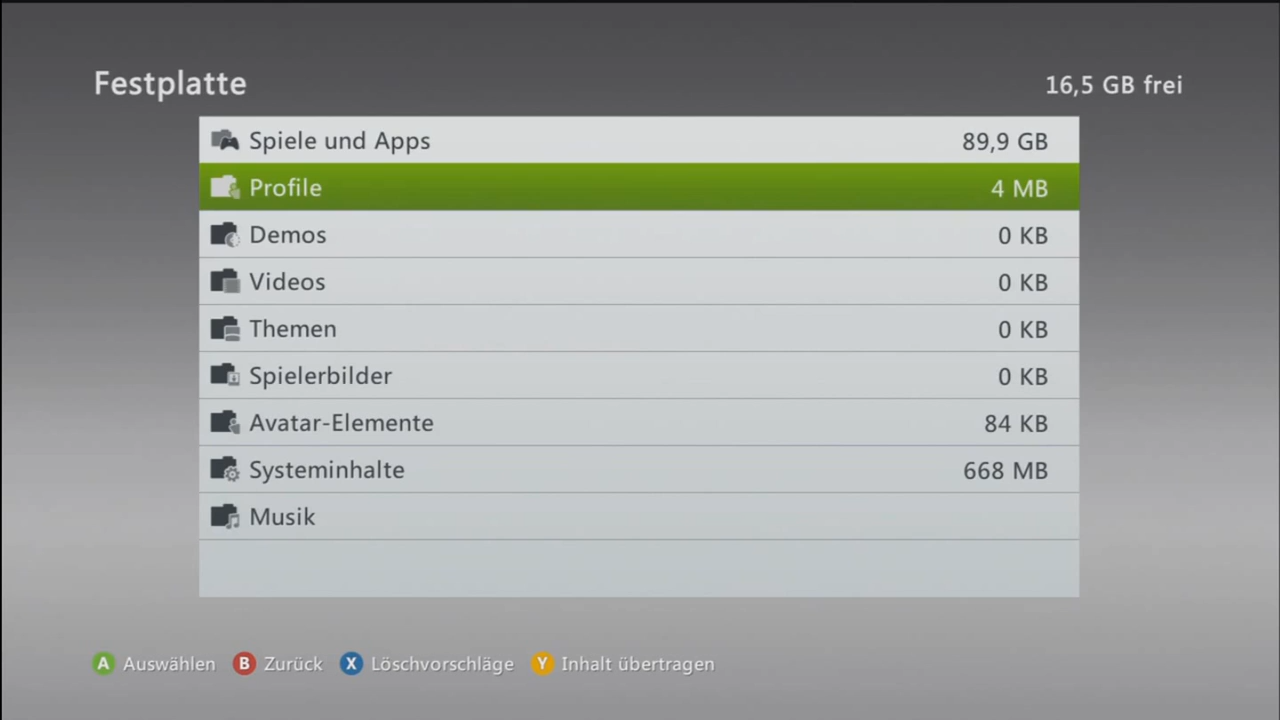 Festplatte 16,5 GB frei
Spiele und Apps 89,9 GB
Profile 4 MB
Demos 0 KB
Videos 0 KB
Themen 0 KB
Spielerbilder 0 KB
Avatar-Elemente 84 KB
Systeminhalte 668 MB
Musik
A Auswählen B Zurück X Löschvorschläge Y Inhalt übertragen